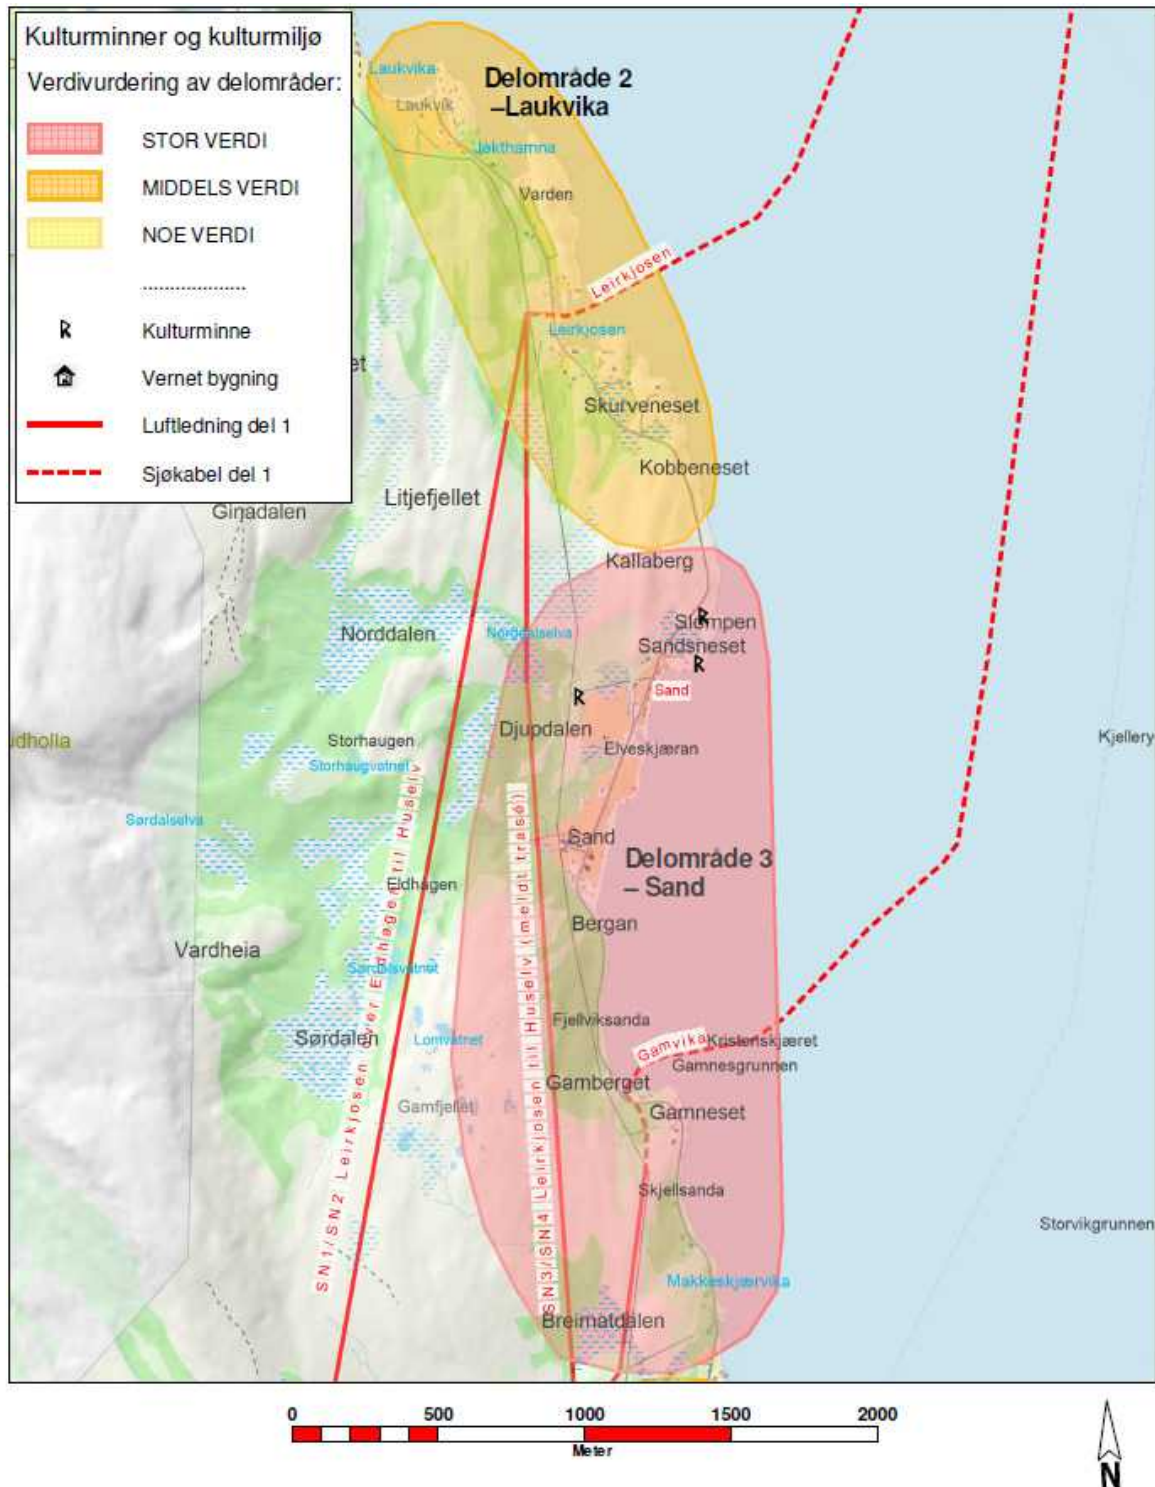 Kulturminner og kulturmiljø
Verdivurdering av delområder:
STOR VERDI
MIDDELS VERDI
NOE VERDI
Kulturminne
Vernet bygning
Luftledning del 1
Sjøkabel del 1
Laukvika
Delområde 2
–Laukvika
Laukvik
Jekthamna
Varden
Leirkjosen
Leirkjosen
et
Skurveneset
Kobbeneset
Litjefjellet
Ginadalen
Kallaberg
Slompen
Norddalen
Nordalselva
Sandsneset
Sand
Djupdalen
Storhaugen
Elveskjæran
udholla
Kjellery
Storhaugvatnet
Sørdalselva
Sand
Delområde 3
– Sand
Eldhagen
Bergan
Vardheia
Sørdalsvatnet
Fjellviksanda
Sørdalen
Lomvatnet
Gamvika
Kristenskjæret
Gamnesgrunnen
Gamberget
Gamfjellet
Gamneset
Skjellsanda
Storvikgrunnen
Makkeskjærvika
Breimatdalen
SN1/SN2 Leirkjosen over Eldhagen til Huselv
SN3/SN4 Leirkjosen til Huselv (meldt trasé)
0 500 1000 1500 2000
Meter
N